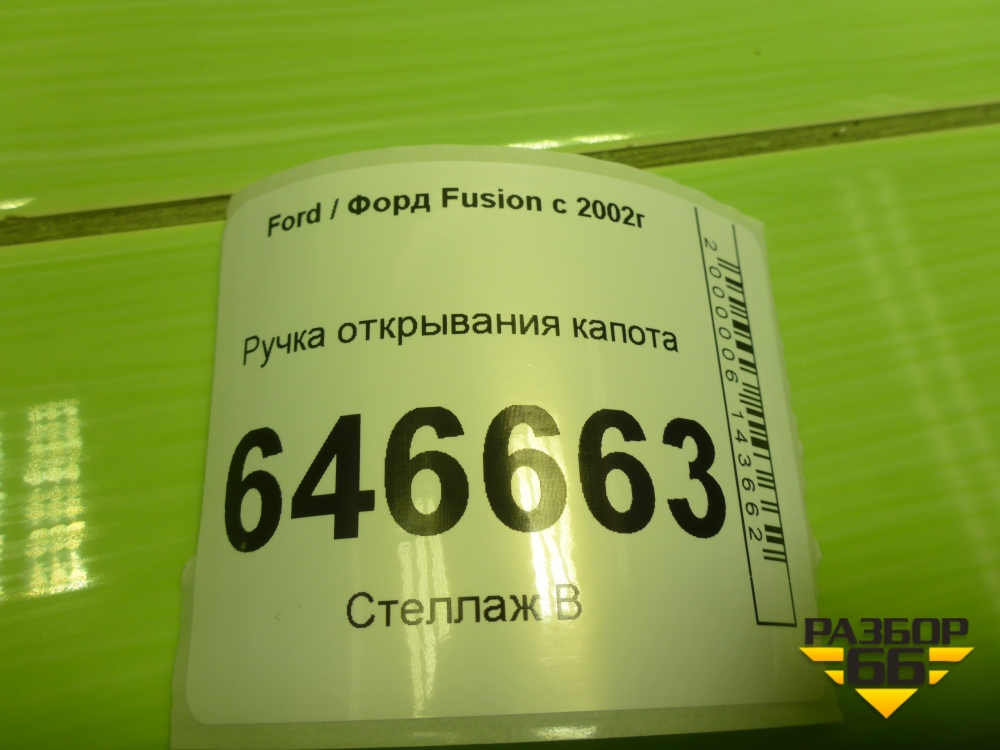 Ford / Форд Fusion с 2002г
Ручка открывания капота
646663
Стеллаж В
2000006143662
РАЗБОР
66